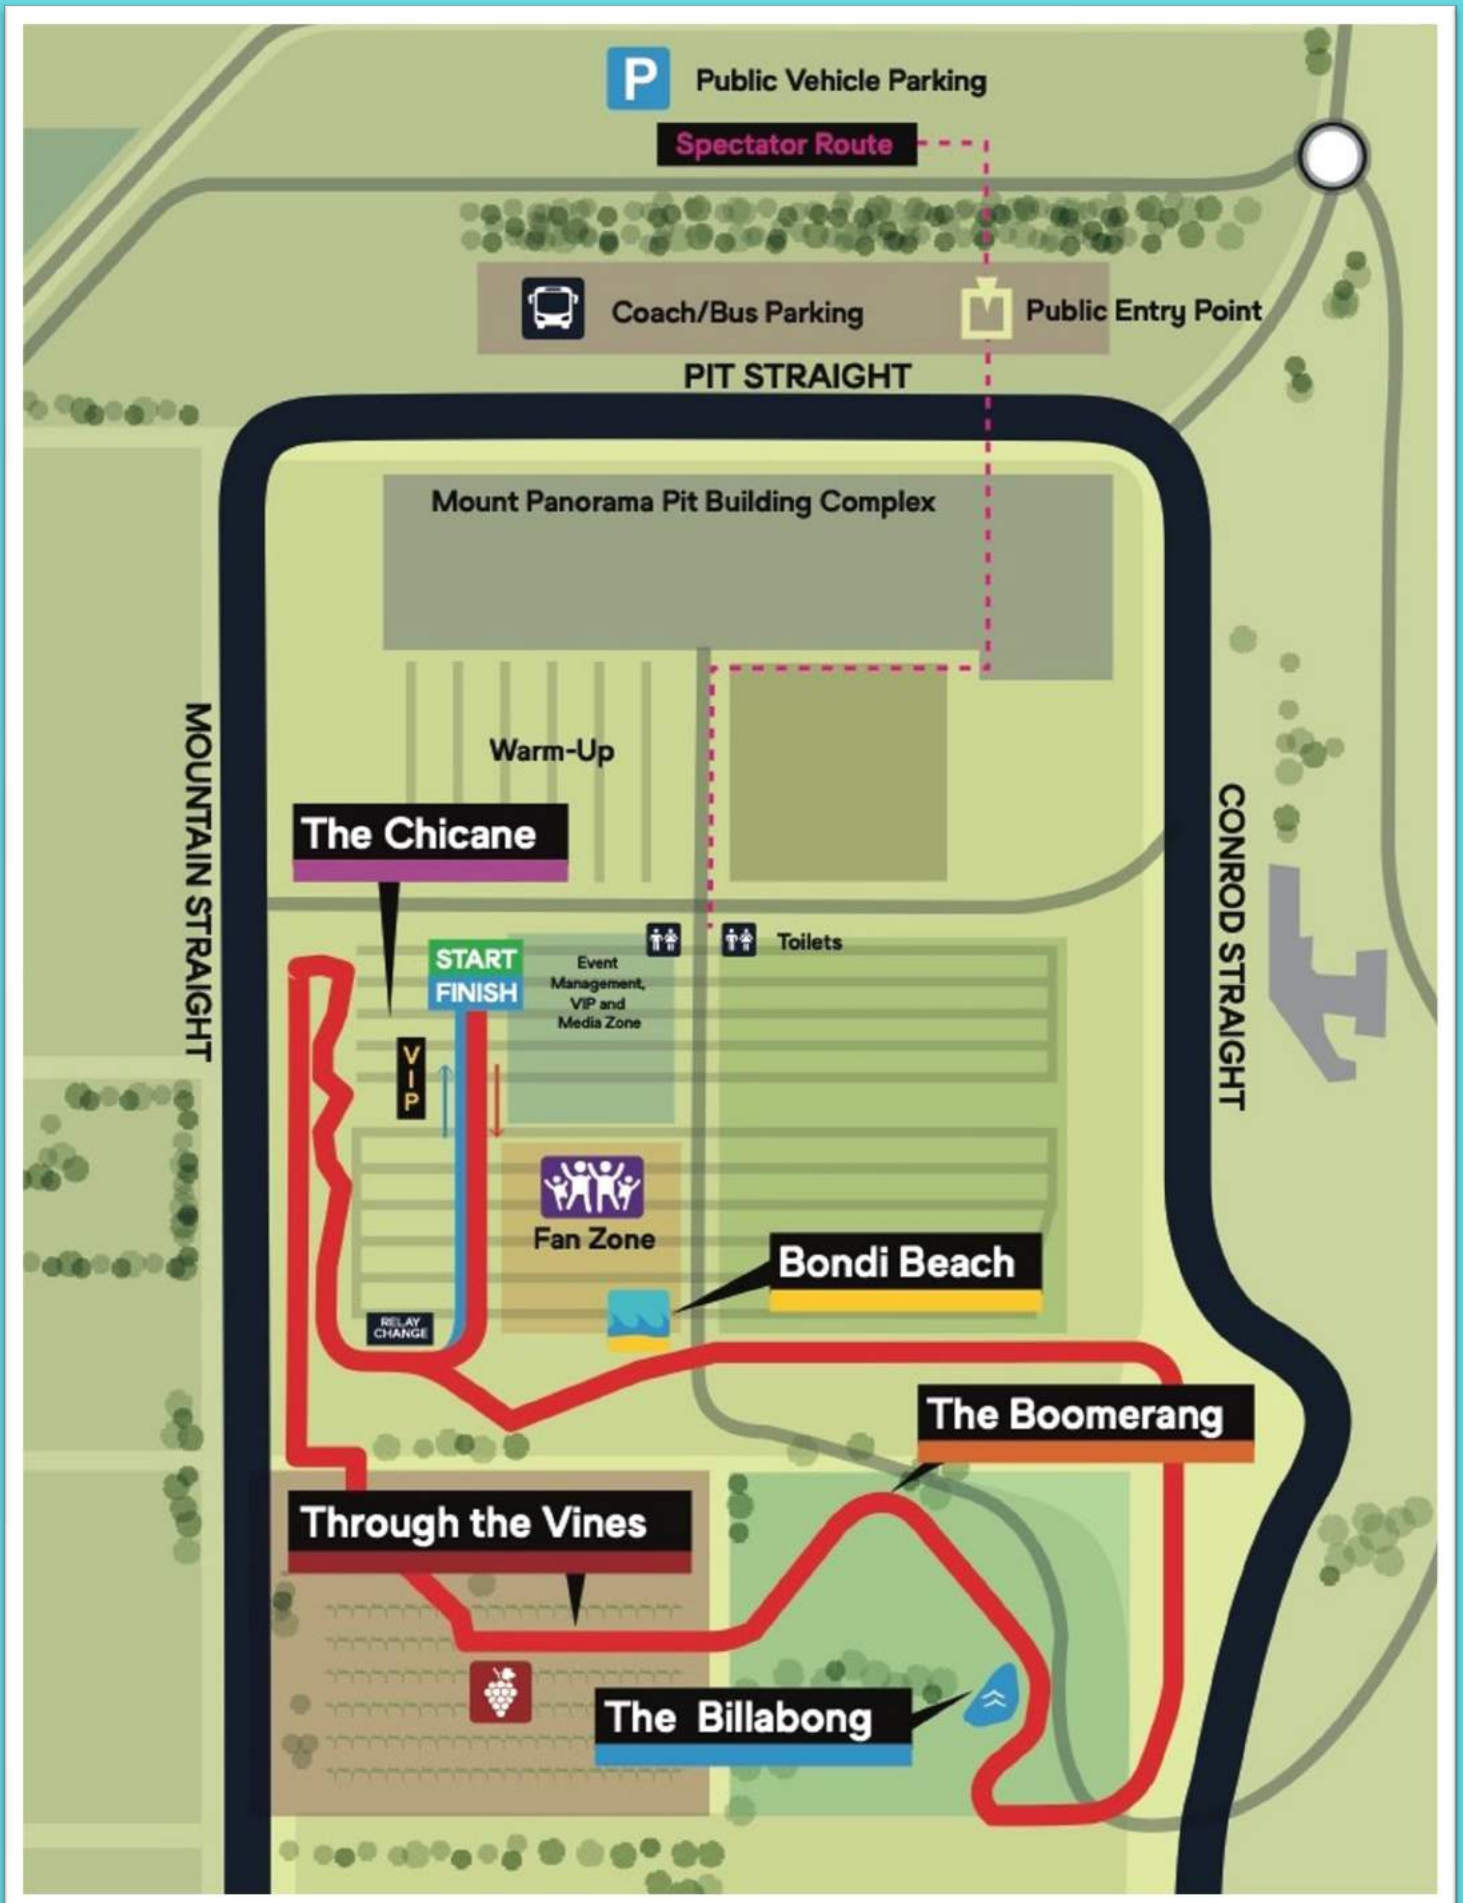 P
Public Vehicle Parking
Spectator Route
Coach/Bus Parking
Public Entry Point
PIT STRAIGHT
Mount Panorama Pit Building Complex
MOUNTAIN STRAIGHT
Warm-Up
CONROD STRAIGHT
The Chicane
Toilets
START
FINISH
Event
Management,
VIP and
Media Zone
VIP
Fan Zone
Bondi Beach
RELAY
CHANGE
The Boomerang
Through the Vines
The Billabong